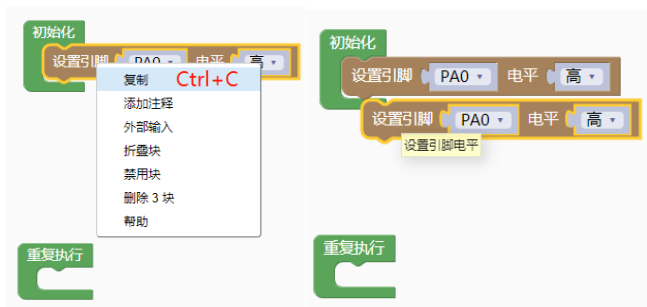 初始化
设置引脚 PA0 电平 高
复制 Ctrl+C
添加注释
外部输入
折叠块
禁用块
删除 3 块
帮助
重复执行
初始化
设置引脚 PA0 电平 高
设置引脚 PA0 电平 高
设置引脚电平
重复执行